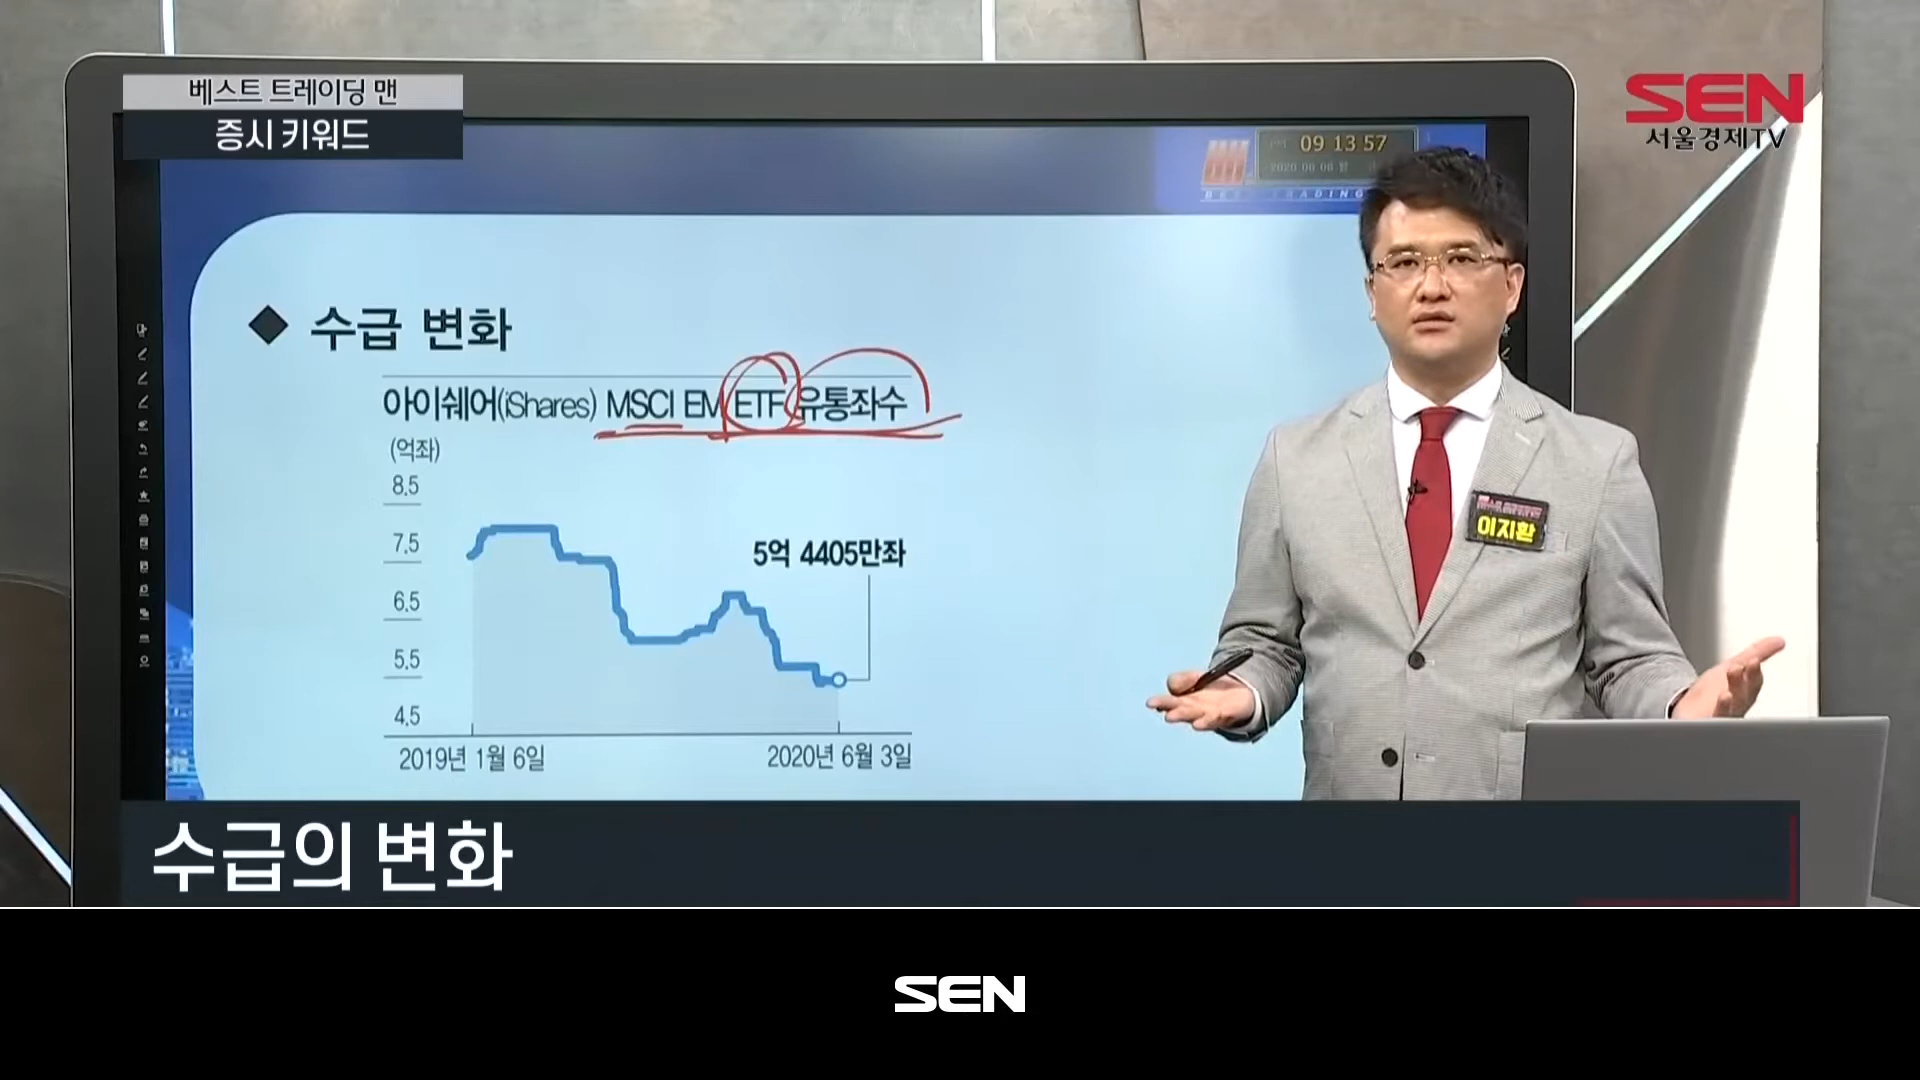 베스트 트레이딩 맨
증시 키워드
SEN
서울경제TV
09 13 57
◆ 수급 변화
아이쉐어(iShares) MSCI EM ETF 유통좌수
(억좌)
8.5
7.5
6.5
5.5
4.5
5억 4405만좌
2019년 1월 6일
2020년 6월 3일
이지환
수급의 변화
SEN